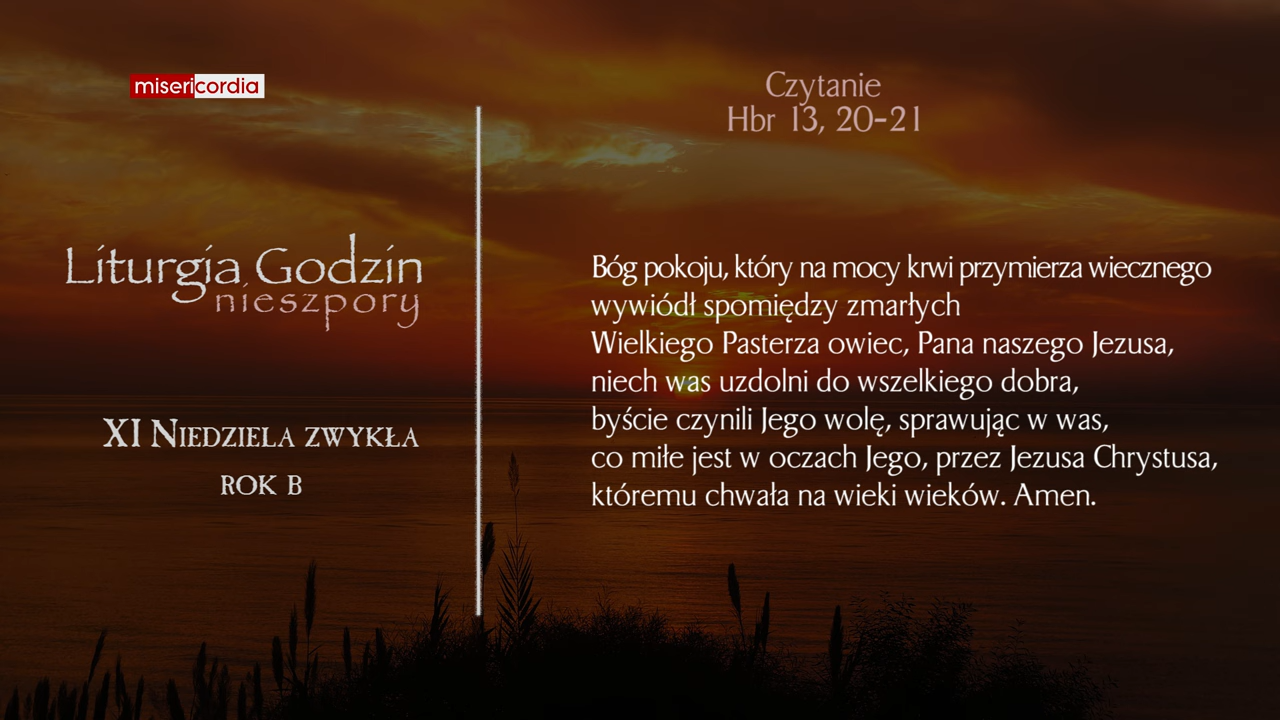 misericordia
Liturgia Godzin
nieszpory
XI Niedziela zwykła
rok B
Czytanie
Hbr 13, 20-21
Bóg pokoju, który na mocy krwi przymierza wiecznego
wywiódł spomiędzy zmarłych
Wielkiego Pasterza owiec, Pana naszego Jezusa,
niech was uzdolni do wszelkiego dobra,
byście czynili Jego wolę, sprawując w was,
co miłe jest w oczach Jego, przez Jezusa Chrystusa,
któremu chwała na wieki wieków. Amen.